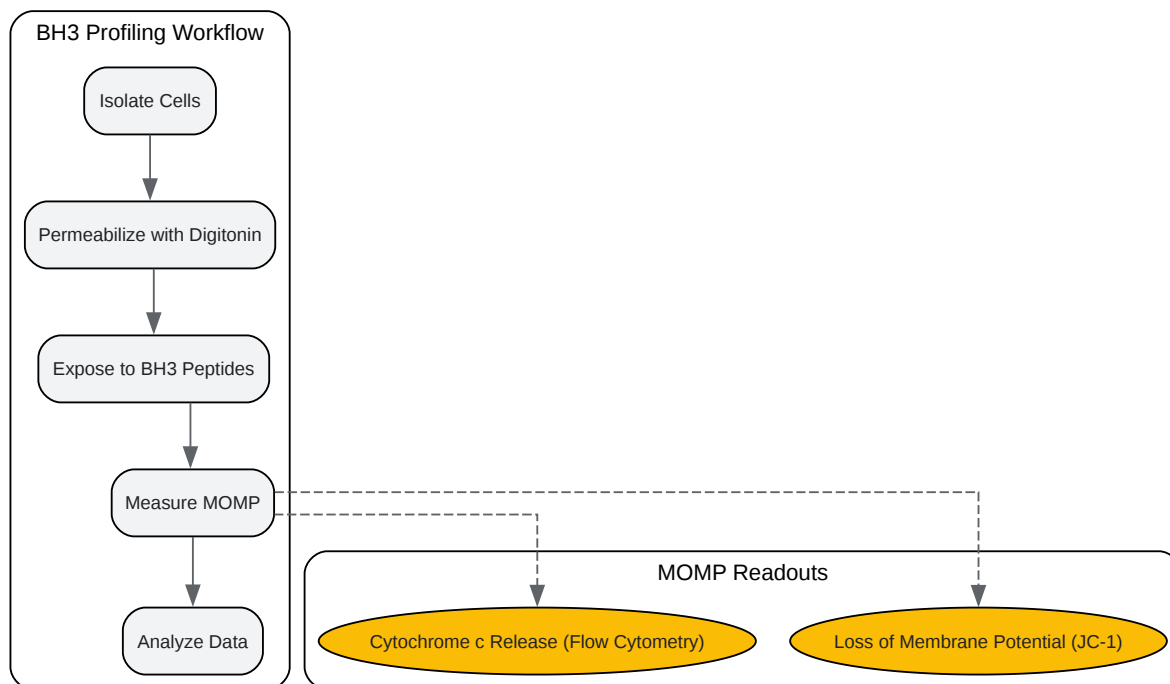 BH3 Profiling Workflow
Isolate Cells
Permeabilize with Digitonin
Expose to BH3 Peptides
Measure MOMP
Analyze Data
MOMP Readouts
Cytochrome c Release (Flow Cytometry)
Loss of Membrane Potential (JC-1)